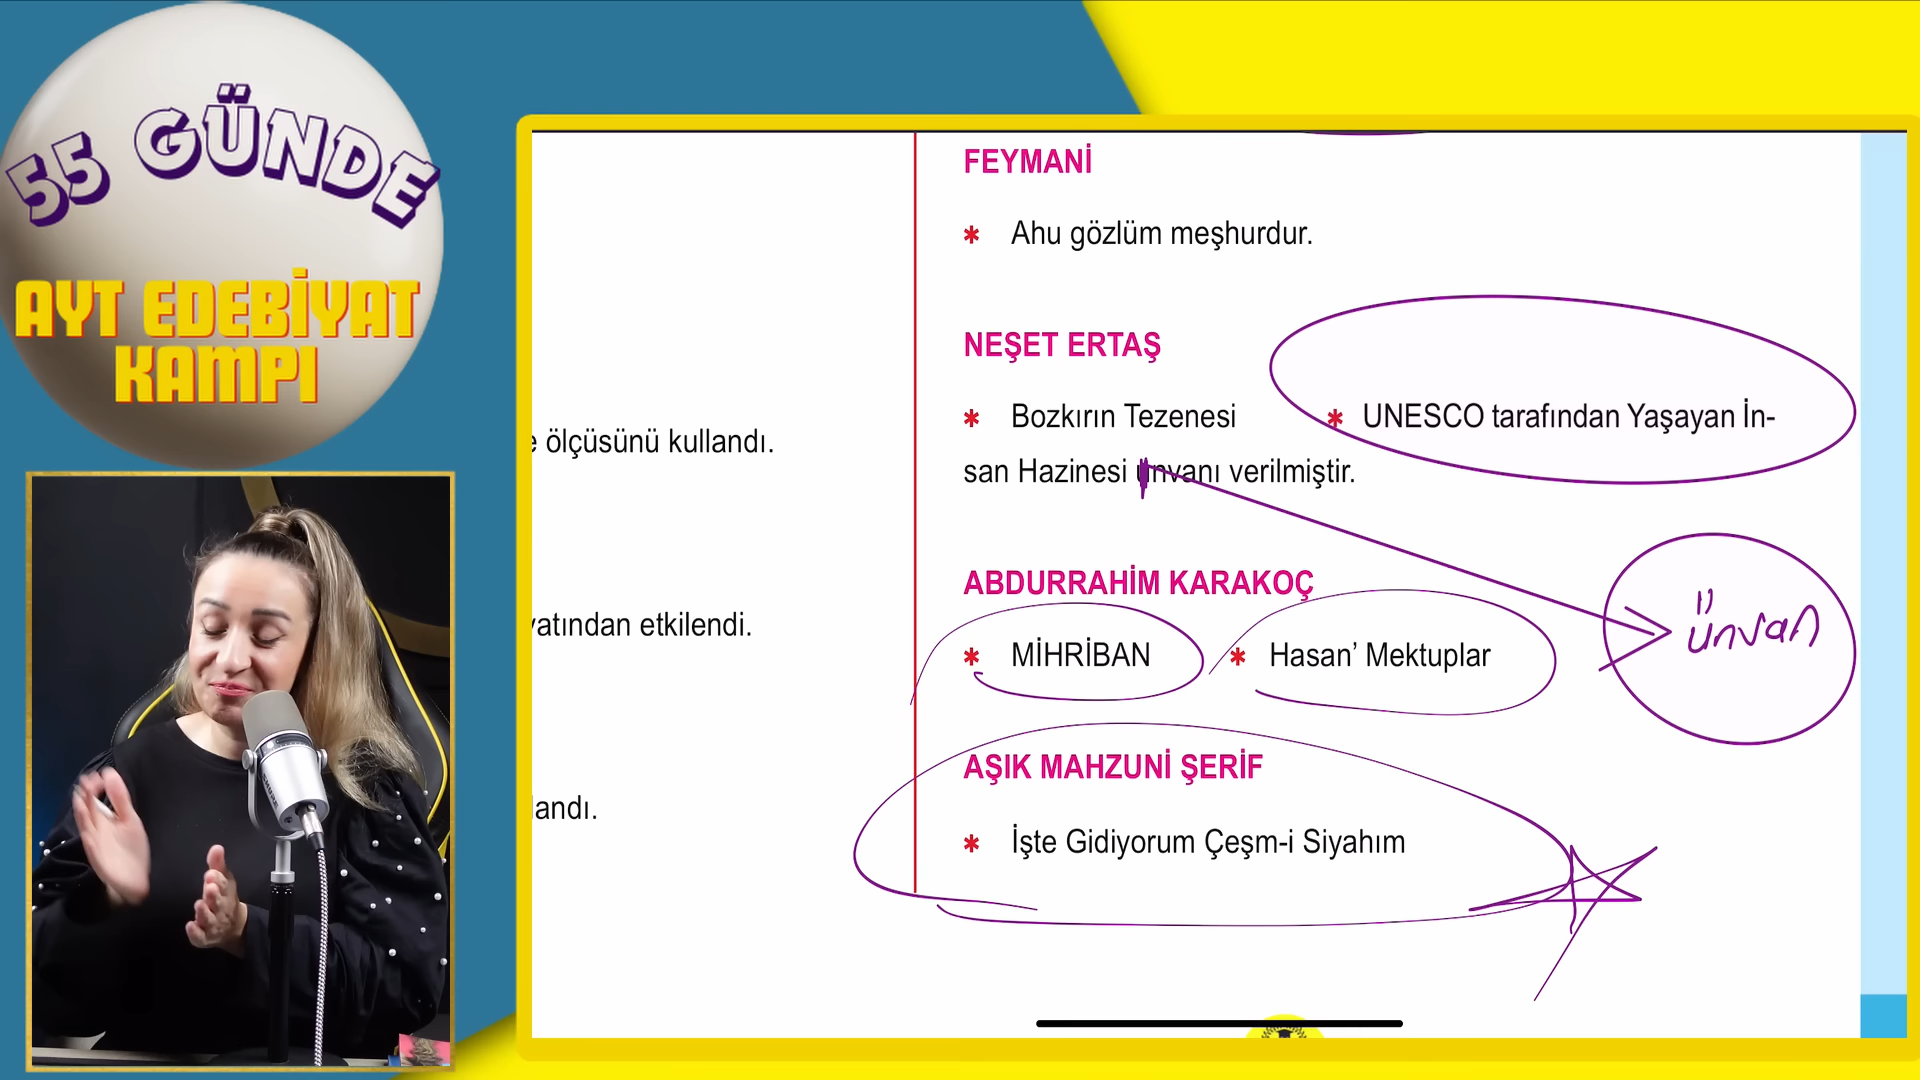 55 GÜNDE
AYT EDEBİYAT
KAMPI
ölçüsünü kullandı.
etkilendi.
FEYMANİ
* Ahu gözlüm meşhurdur.
NEŞET ERTAŞ
* Bozkırın Tezenesi * UNESCO tarafından Yaşayan İn-
san Hazinesi unvanı verilmiştir.
ABDURRAHİM KARAKOÇ
* MİHRİBAN * Hasan’ Mektuplar
ünvan
AŞIK MAHZUNİ ŞERİF
* İşte Gidiyorum Çeşm-i Siyahım